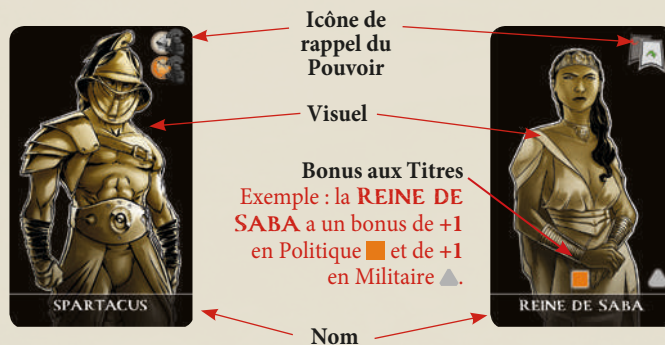 Icône de
rappel du
Pouvoir
Visuel
Bonus aux Titres
Exemple : la REINE DE
SABA a un bonus de +1
en Politique et de +1
en Militaire .
SPARTACUS
REINE DE SABA
Nom